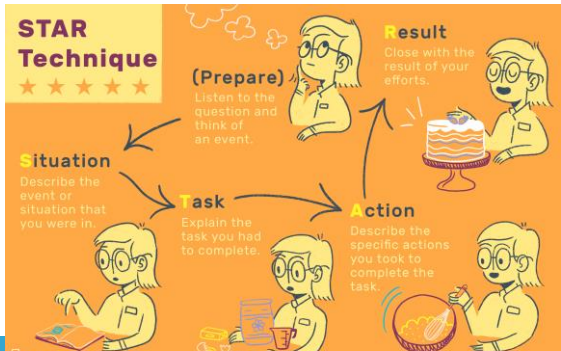 STAR
Technique
(Prepare)
Listen to the
question and
think of
an event.
Situation
Describe the
event or
situation that
you were in.
Task
Explain the
task you had
to complete.
Action
Describe the
specific actions
you took to
complete the
task.
Result
Close with the
result of your
efforts.